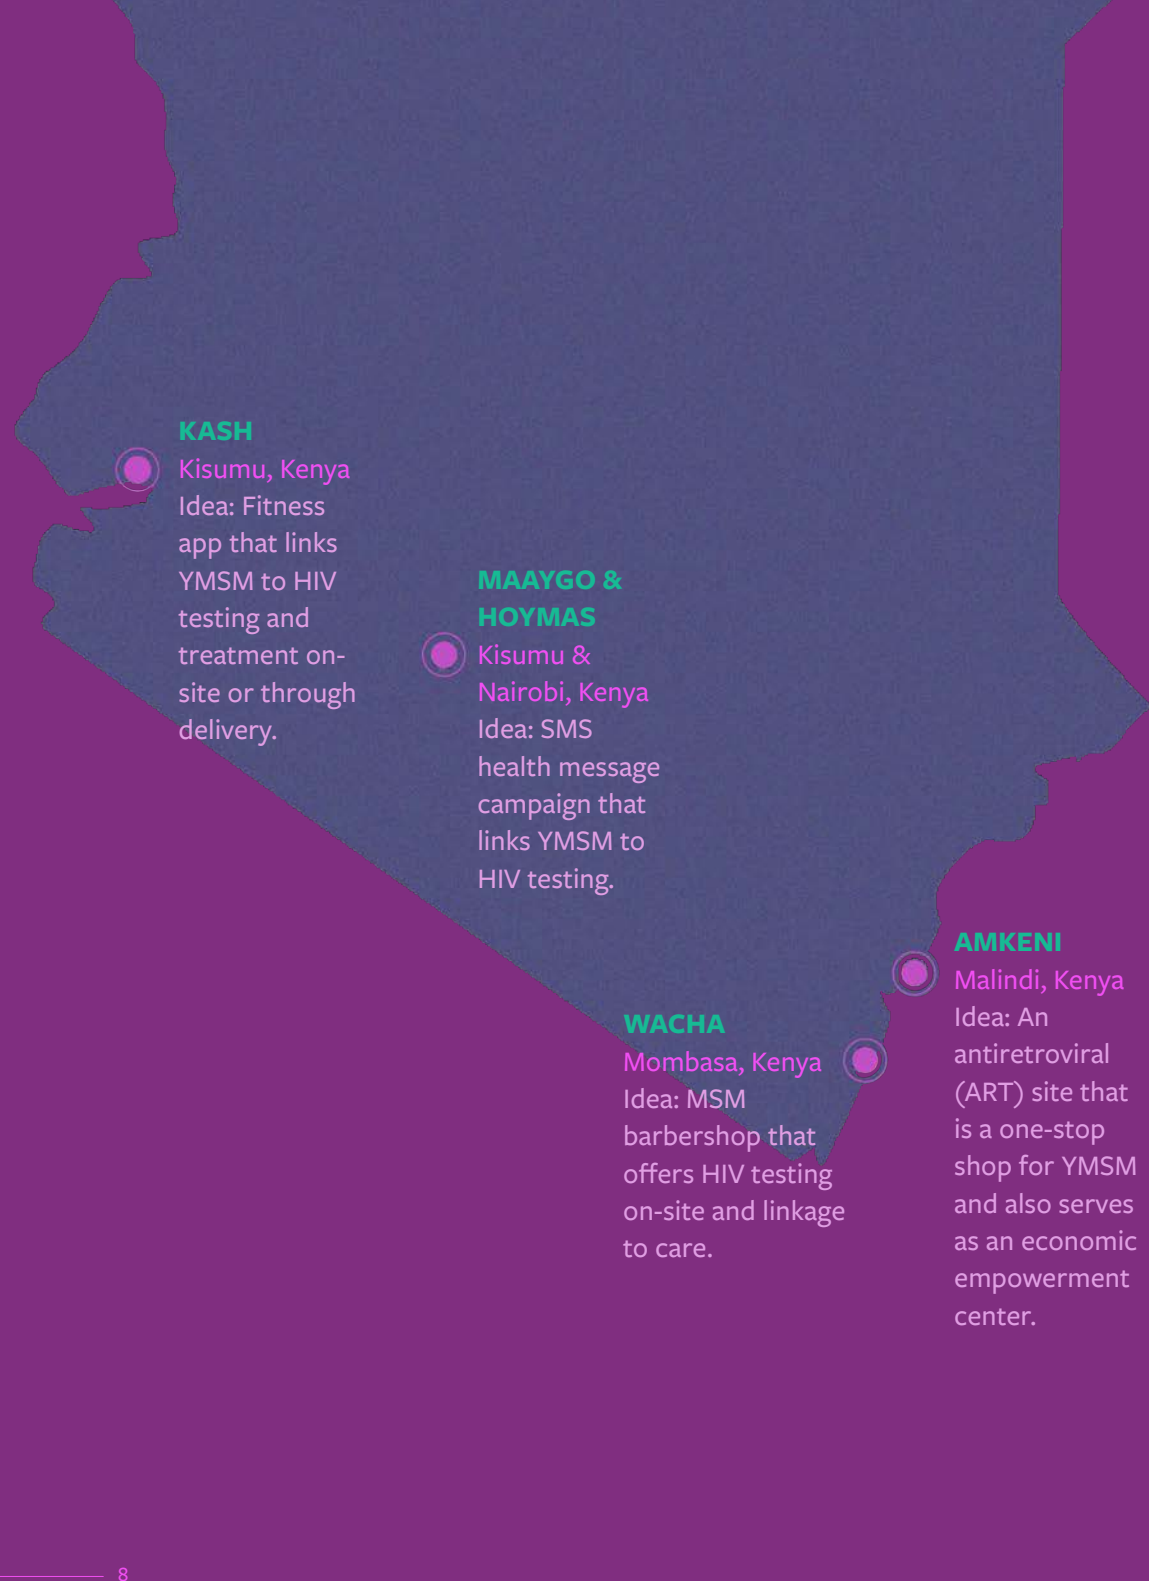 KASH
Kisumu, Kenya
Idea: Fitness
app that links
YMSM to HIV
testing and
treatment on-
site or through
delivery.
MAAYGO &
HOYMAS
Kisumu &
Nairobi, Kenya
Idea: SMS
health message
campaign that
links YMSM to
HIV testing.
WACHA
Mombasa, Kenya
Idea: MSM
barbershop that
offers HIV testing
on-site and linkage
to care.
AMKENI
Malindi, Kenya
Idea: An
antiretroviral
(ART) site that
is a one-stop
shop for YMSM
and also serves
as an economic
empowerment
center.
8